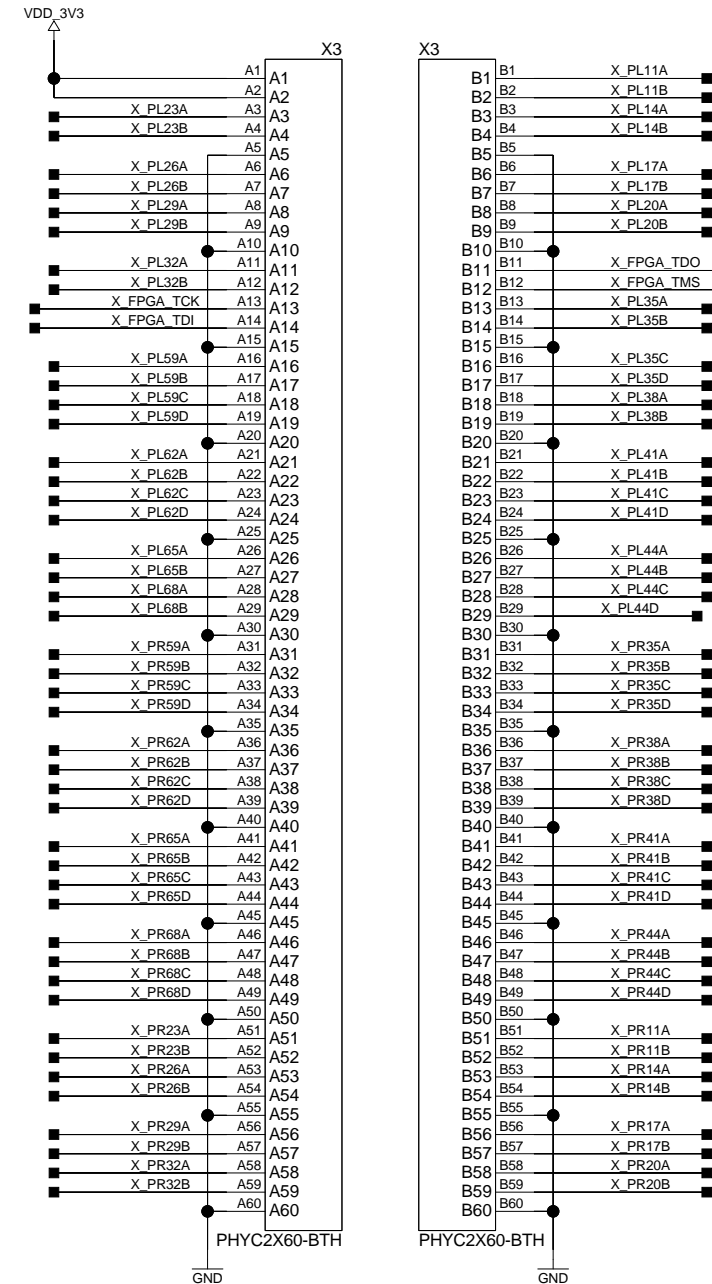 VDD_3V3
X3
A1 A1
A2 A2
X_PL23A A3 A3
X_PL23B A4 A4
A5 A5
X_PL26A A6 A6
X_PL26B A7 A7
X_PL29A A8 A8
X_PL29B A9 A9
A10 A10
X_PL32A A11 A11
X_PL32B A12 A12
X_FPGA_TCK A13 A13
X_FPGA_TDI A14 A14
A15 A15
X_PL59A A16 A16
X_PL59B A17 A17
X_PL59C A18 A18
X_PL59D A19 A19
A20 A20
X_PL62A A21 A21
X_PL62B A22 A22
X_PL62C A23 A23
X_PL62D A24 A24
A25 A25
X_PL65A A26 A26
X_PL65B A27 A27
X_PL68A A28 A28
X_PL68B A29 A29
A30 A30
X_PR59A A31 A31
X_PR59B A32 A32
X_PR59C A33 A33
X_PR59D A34 A34
A35 A35
X_PR62A A36 A36
X_PR62B A37 A37
X_PR62C A38 A38
X_PR62D A39 A39
A40 A40
X_PR65A A41 A41
X_PR65B A42 A42
X_PR65C A43 A43
X_PR65D A44 A44
A45 A45
X_PR68A A46 A46
X_PR68B A47 A47
X_PR68C A48 A48
X_PR68D A49 A49
A50 A50
X_PR23A A51 A51
X_PR23B A52 A52
X_PR26A A53 A53
X_PR26B A54 A54
A55 A55
X_PR29A A56 A56
X_PR29B A57 A57
X_PR32A A58 A58
X_PR32B A59 A59
A60 A60
PHYC2X60-BTH
GND
X3
B1 B1 X_PL11A
B2 B2 X_PL11B
B3 B3 X_PL14A
B4 B4 X_PL14B
B5 B5
B6 B6 X_PL17A
B7 B7 X_PL17B
B8 B8 X_PL20A
B9 B9 X_PL20B
B10 B10
B11 B11 X_FPGA_TDO
B12 B12 X_FPGA_TMS
B13 B13 X_PL35A
B14 B14 X_PL35B
B15 B15
B16 B16 X_PL35C
B17 B17 X_PL35D
B18 B18 X_PL38A
B19 B19 X_PL38B
B20 B20
B21 B21 X_PL41A
B22 B22 X_PL41B
B23 B23 X_PL41C
B24 B24 X_PL41D
B25 B25
B26 B26 X_PL44A
B27 B27 X_PL44B
B28 B28 X_PL44C
B29 B29 X_PL44D
B30 B30
B31 B31 X_PR35A
B32 B32 X_PR35B
B33 B33 X_PR35C
B34 B34 X_PR35D
B35 B35
B36 B36 X_PR38A
B37 B37 X_PR38B
B38 B38 X_PR38C
B39 B39 X_PR38D
B40 B40
B41 B41 X_PR41A
B42 B42 X_PR41B
B43 B43 X_PR41C
B44 B44 X_PR41D
B45 B45
B46 B46 X_PR44A
B47 B47 X_PR44B
B48 B48 X_PR44C
B49 B49 X_PR44D
B50 B50
B51 B51 X_PR11A
B52 B52 X_PR11B
B53 B53 X_PR14A
B54 B54 X_PR14B
B55 B55
B56 B56 X_PR17A
B57 B57 X_PR17B
B58 B58 X_PR20A
B59 B59 X_PR20B
B60 B60
PHYC2X60-BTH
GND